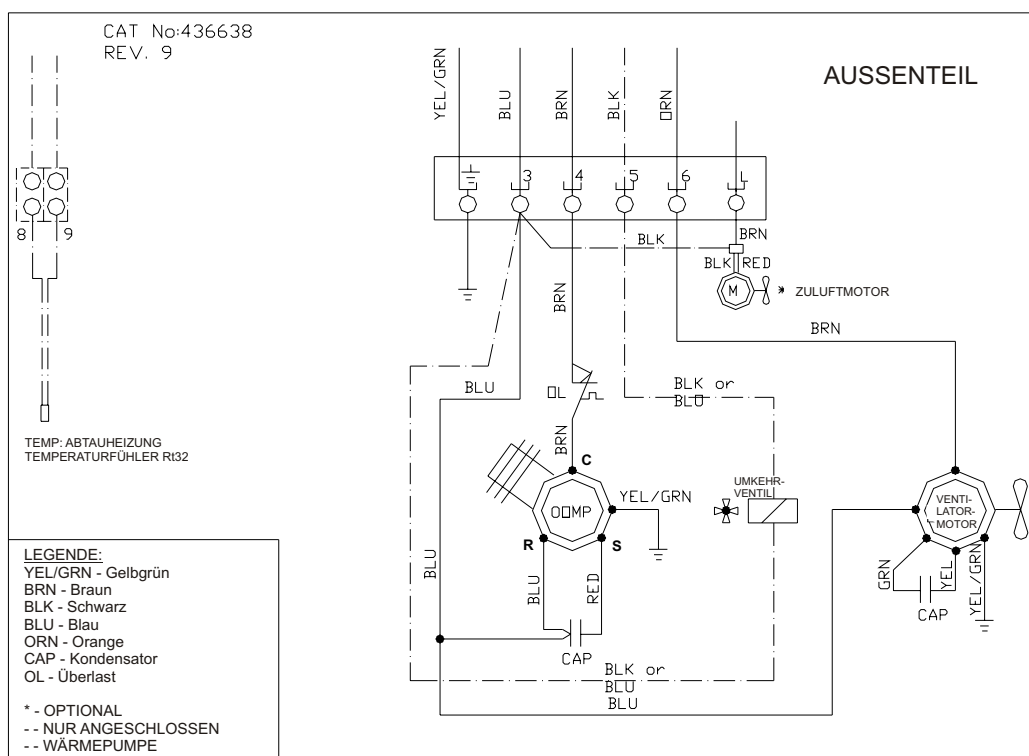 CAT No:436638
REV. 9
AUSSENTEIL
YEL/GRN
BLU
BRN
BLK
ORN
3
4
5
6
L
8
9
BLK
BRN
BLK
RED
M
* ZULUFTMOTOR
BRN
BRN
BLU
OL
BLK or
BLU
TEMP: ABTAUHEIZUNG
TEMPERATURFÜHLER Rt32
BRN
C
YEL/GRN
UMKEHR-
VENTIL
COMP
VENTI-
LATOR-
MOTOR
R
S
BLU
BLU
RED
GRN
YEL
YEL/GRN
CAP
CAP
BLK or
BLU
BLU
LEGENDE:
YEL/GRN - Gelbgrün
BRN - Braun
BLK - Schwarz
BLU - Blau
ORN - Orange
CAP - Kondensator
OL - Überlast
* - OPTIONAL
- - NUR ANGESCHLOSSEN
- - WÄRMEPUMPE